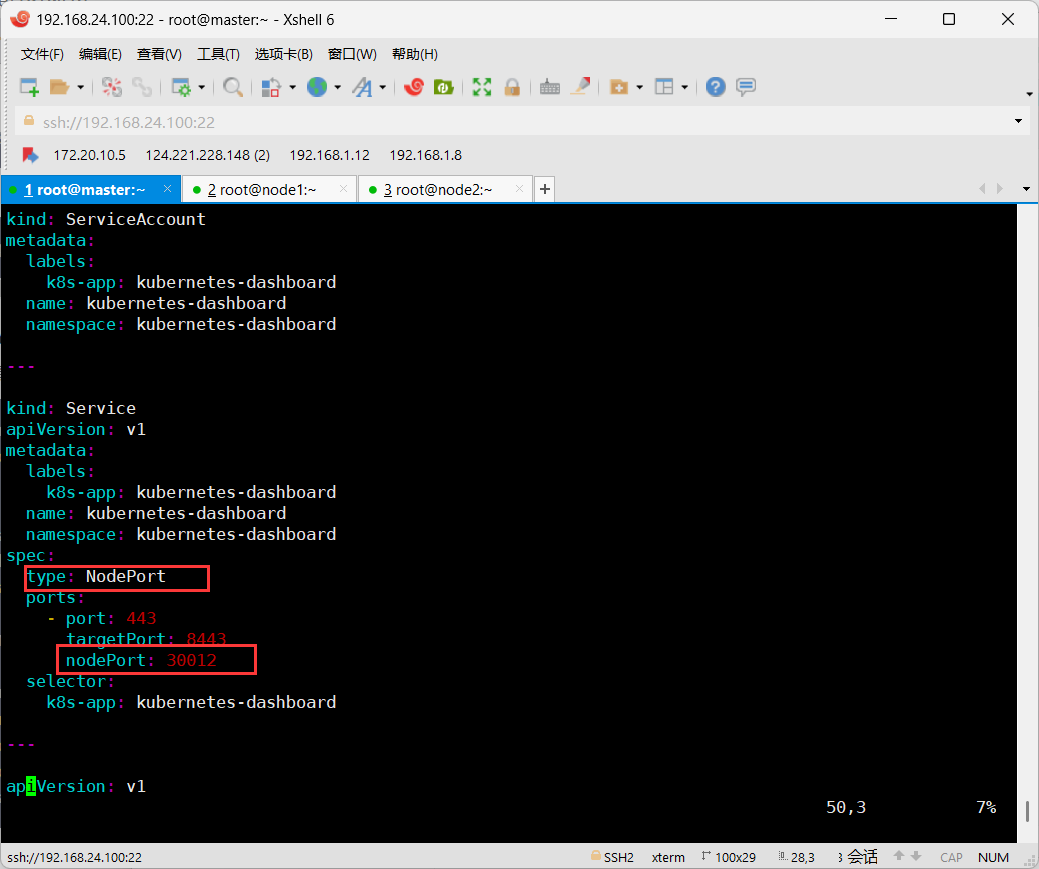 192.168.24.100:22 - root@master:~ - Xshell 6
文件(F) 编辑(E) 查看(V) 工具(T) 选项卡(B) 窗口(W) 帮助(H)
ssh://192.168.24.100:22
172.20.10.5 124.221.228.148 (2) 192.168.1.12 192.168.1.8
1 root@master:~ × 2 root@node1:~ × 3 root@node2:~ × +
kind: ServiceAccount
metadata:
  labels:
    k8s-app: kubernetes-dashboard
  name: kubernetes-dashboard
  namespace: kubernetes-dashboard
---
kind: Service
apiVersion: v1
metadata:
  labels:
    k8s-app: kubernetes-dashboard
  name: kubernetes-dashboard
  namespace: kubernetes-dashboard
spec:
  type: NodePort
  ports:
    - port: 443
      targetPort: 8443
      nodePort: 30012
  selector:
    k8s-app: kubernetes-dashboard
---
apiVersion: v1
50,3 7%
ssh://192.168.24.100:22 SSH2 xterm 100x29 28,3 3 会话 CAP NUM